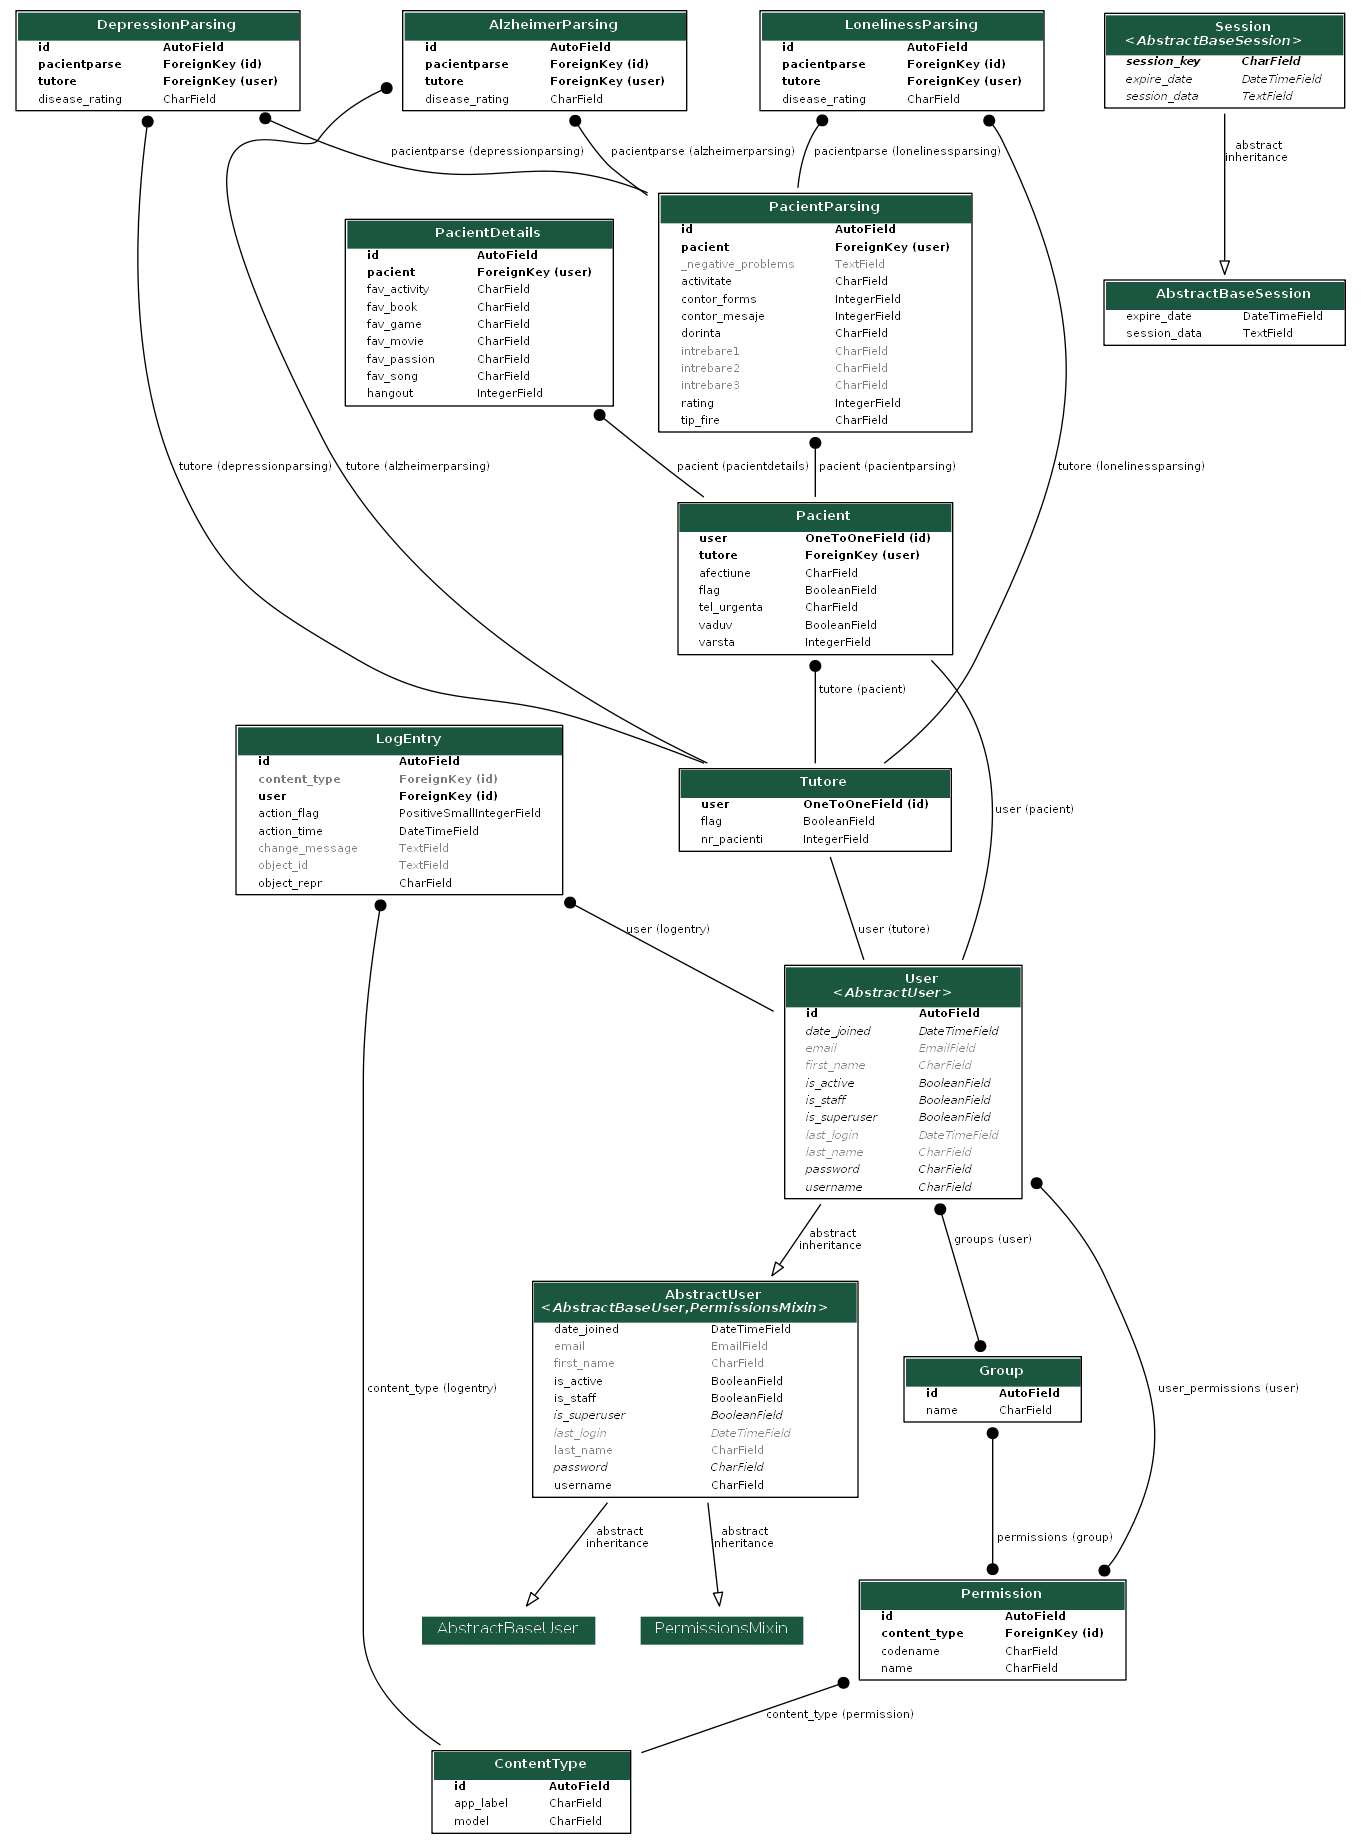 DepressionParsing
id AutoField
pacientparse ForeignKey (id)
tutore ForeignKey (user)
disease_rating CharField
AlzheimerParsing
id AutoField
pacientparse ForeignKey (id)
tutore ForeignKey (user)
disease_rating CharField
LonelinessParsing
id AutoField
pacientparse ForeignKey (id)
tutore ForeignKey (user)
disease_rating CharField
Session
<AbstractBaseSession>
session_key CharField
expire_date DateTimeField
session_data TextField
pacientparse (depressionparsing)
pacientparse (alzheimerparsing)
pacientparse (lonelinessparsing)
abstract
inheritance
PacientDetails
id AutoField
pacient ForeignKey (user)
fav_activity CharField
fav_book CharField
fav_game CharField
fav_movie CharField
fav_passion CharField
fav_song CharField
hangout IntegerField
PacientParsing
id AutoField
pacient ForeignKey (user)
_negative_problems TextField
activitate CharField
contor_forms IntegerField
contor_mesaje IntegerField
dorinta CharField
intrebare1 CharField
intrebare2 CharField
intrebare3 CharField
rating IntegerField
tip_fire CharField
AbstractBaseSession
expire_date DateTimeField
session_data TextField
tutore (depressionparsing)
tutore (alzheimerparsing)
pacient (pacientdetails)
pacient (pacientparsing)
tutore (lonelinessparsing)
Pacient
user OneToOneField (id)
tutore ForeignKey (user)
afectiune CharField
flag BooleanField
tel_urgenta CharField
vaduv BooleanField
varsta IntegerField
tutore (pacient)
LogEntry
id AutoField
content_type ForeignKey (id)
user ForeignKey (id)
action_flag PositiveSmallIntegerField
action_time DateTimeField
change_message TextField
object_id TextField
object_repr CharField
Tutore
user OneToOneField (id)
flag BooleanField
nr_pacienti IntegerField
user (pacient)
user (logentry)
user (tutore)
User
<AbstractUser>
id AutoField
date_joined DateTimeField
email EmailField
first_name CharField
is_active BooleanField
is_staff BooleanField
is_superuser BooleanField
last_login DateTimeField
last_name CharField
password CharField
username CharField
abstract
inheritance
groups (user)
AbstractUser
<AbstractBaseUser,PermissionsMixin>
date_joined DateTimeField
email EmailField
first_name CharField
is_active BooleanField
is_staff BooleanField
is_superuser BooleanField
last_login DateTimeField
last_name CharField
password CharField
username CharField
Group
id AutoField
name CharField
content_type (logentry)
user_permissions (user)
abstract
inheritance
abstract
inheritance
permissions (group)
AbstractBaseUser
PermissionsMixin
Permission
id AutoField
content_type ForeignKey (id)
codename CharField
name CharField
content_type (permission)
ContentType
id AutoField
app_label CharField
model CharField